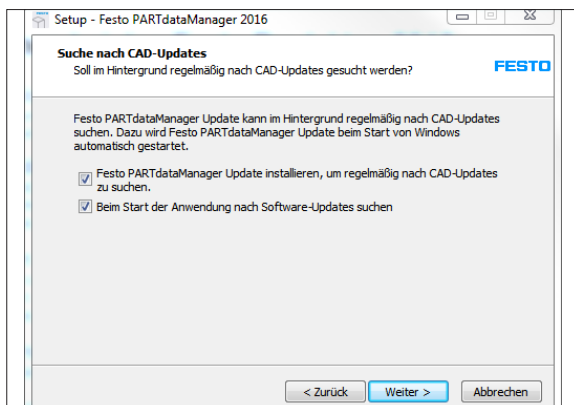 Setup - Festo PARTdataManager 2016
Suche nach CAD-Updates
Soll im Hintergrund regelmäßig nach CAD-Updates gesucht werden?
FESTO
Festo PARTdataManager Update kann im Hintergrund regelmäßig nach CAD-Updates
suchen. Dazu wird Festo PARTdataManager Update beim Start von Windows
automatisch gestartet.
Festo PARTdataManager Update installieren, um regelmäßig nach CAD-Updates
zu suchen.
Beim Start der Anwendung nach Software-Updates suchen
< Zurück
Weiter >
Abbrechen